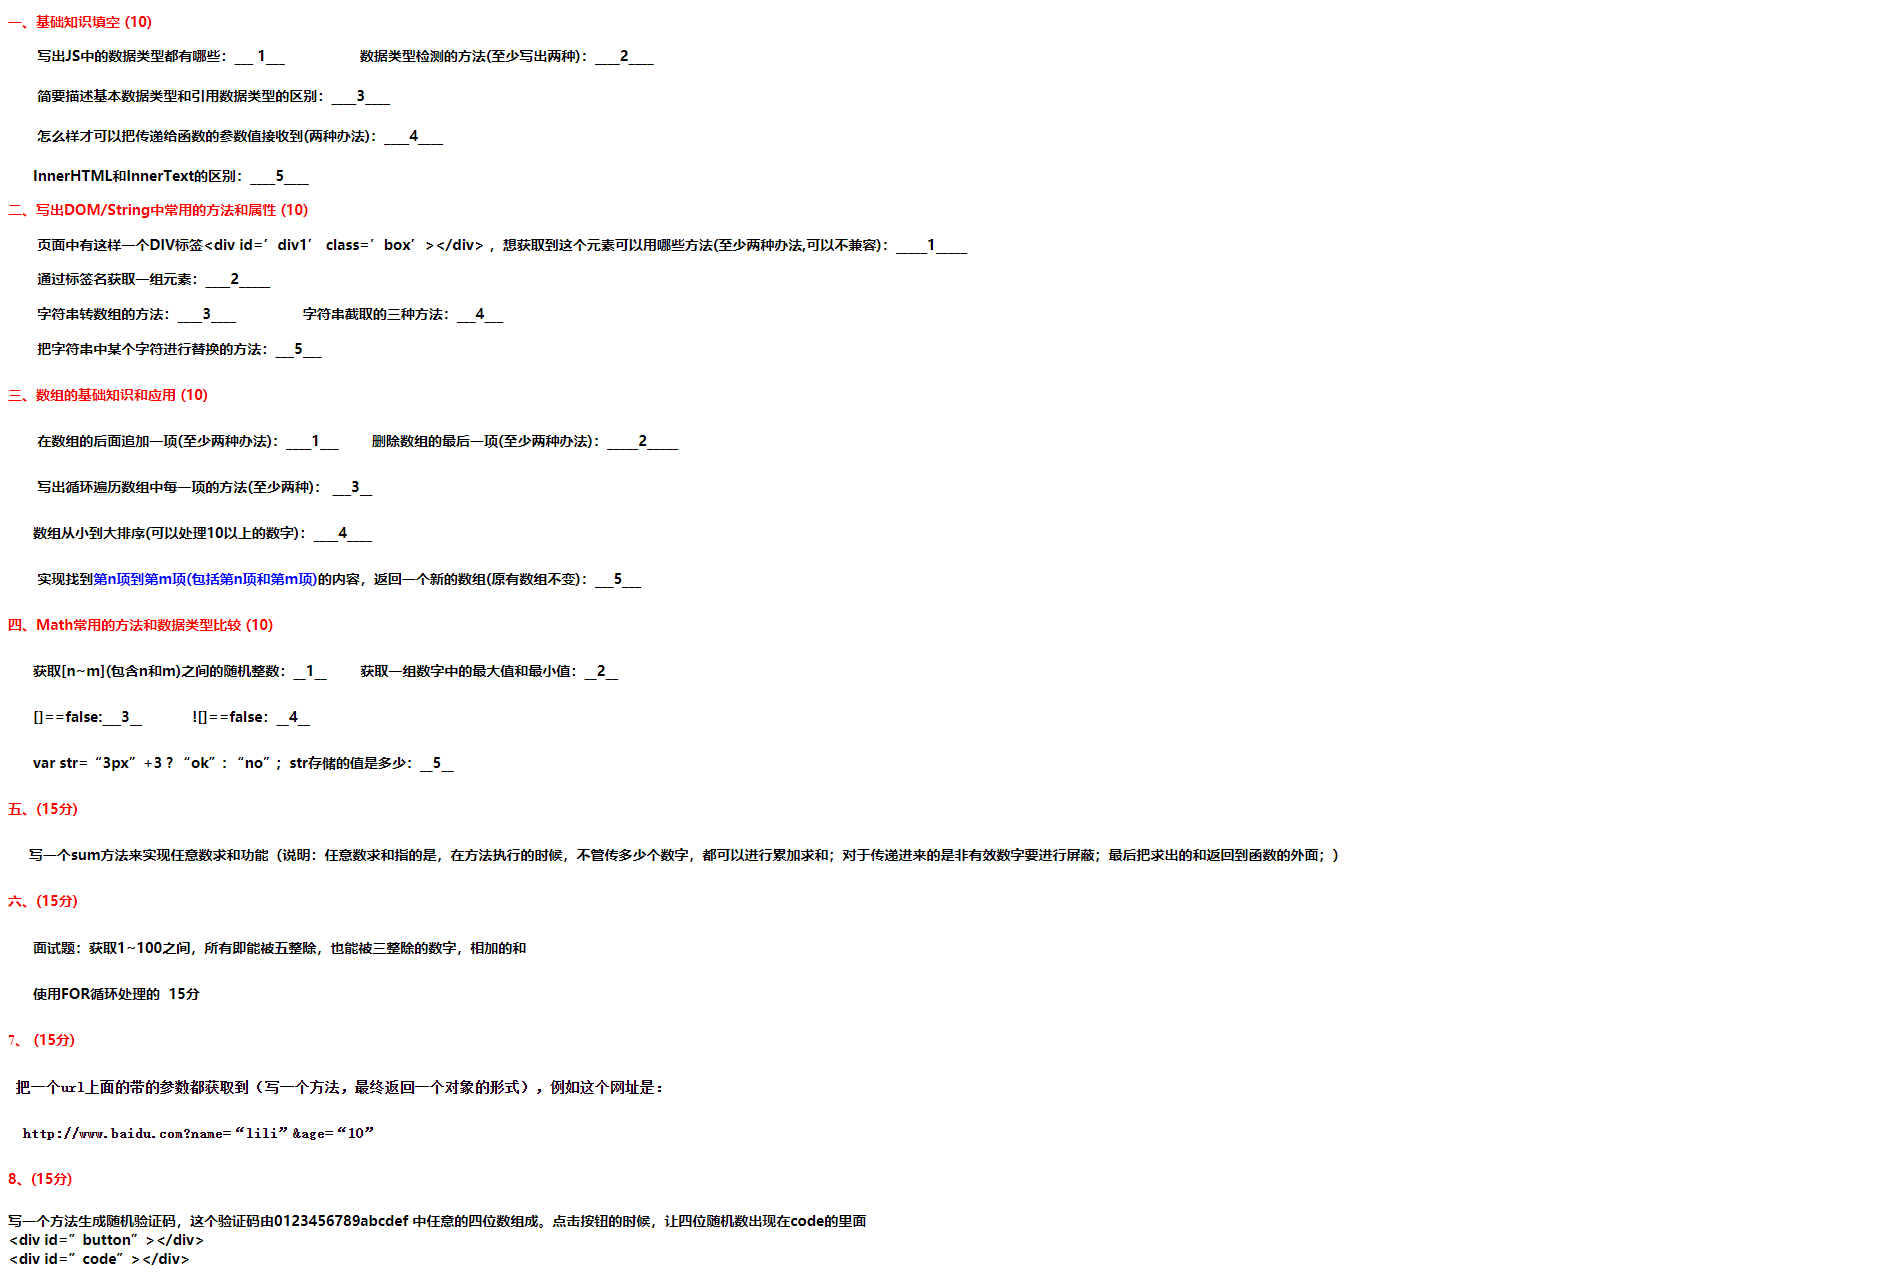 一、基础知识填空 (10)
写出JS中的数据类型都有哪些：___ 1___ 数据类型检测的方法(至少写出两种)：____2____
简要描述基本数据类型和引用数据类型的区别：____3____
怎么样才可以把传递给函数的参数值接收到(两种办法)：____4____
InnerHTML和InnerText的区别：____5____
二、写出DOM/String中常用的方法和属性 (10)
页面中有这样一个DIV标签<div id=’div1’ class=’box’></div>，想获取到这个元素可以用哪些方法(至少两种办法,可以不兼容)：_____1_____
通过标签名获取一组元素：____2_____
字符串转数组的方法：____3____ 字符串截取的三种方法：___4___
把字符串中某个字符进行替换的方法：___5___
三、数组的基础知识和应用 (10)
在数组的后面追加一项(至少两种办法)：____1___ 删除数组的最后一项(至少两种办法)：_____2_____
写出循环遍历数组中每一项的方法(至少两种)： ___3__
数组从小到大排序(可以处理10以上的数字)：____4____
实现找到第n项到第m项(包括第n项和第m项)的内容，返回一个新的数组(原有数组不变)：___5___
四、Math常用的方法和数据类型比较 (10)
获取[n~m](包含n和m)之间的随机整数：__1__ 获取一组数字中的最大值和最小值：__2__
[]==false:___3__ ![]==false：__4__
var str=“3px”+3？“ok”:“no”；str存储的值是多少：__5__
五、(15分)
写一个sum方法来实现任意数求和功能（说明：任意数求和指的是，在方法执行的时候，不管传多少个数字，都可以进行累加求和；对于传递进来的是非有效数字要进行屏蔽；最后把求出的和返回到函数的外面；）
六、(15分)
面试题：获取1~100之间，所有即能被五整除，也能被三整除的数字，相加的和
使用FOR循环处理的 15分
7、 (15分)
把一个url上面的带的参数都获取到（写一个方法，最终返回一个对象的形式），例如这个网址是：
http://www.baidu.com?name=“lili”&age=“10”
8、(15分)
写一个方法生成随机验证码，这个验证码由0123456789abcdef 中任意的四位数组成。点击按钮的时候，让四位随机数出现在code的里面
<div id=”button”></div>
<div id=”code”></div>